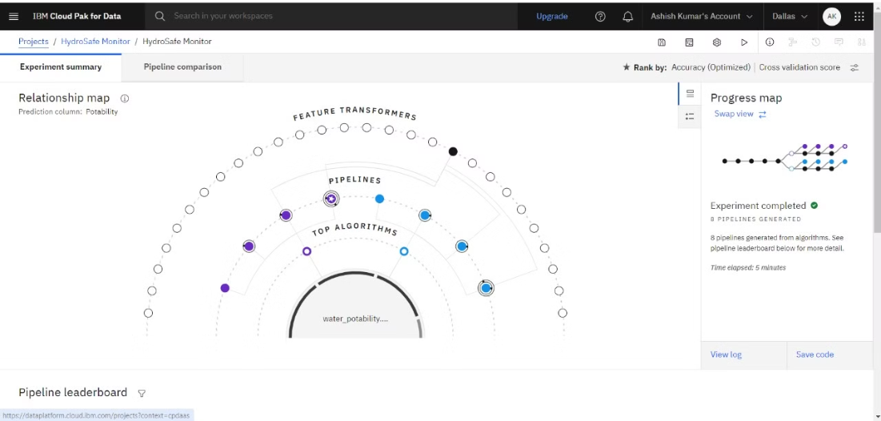 IBM Cloud Pak for Data
Search in your workspaces
Upgrade
Ashish Kumar's Account
Dallas
AK
Projects / HydroSafe Monitor / HydroSafe Monitor
Experiment summary
Pipeline comparison
★ Rank by: Accuracy (Optimized) | Cross validation score
Relationship map
Prediction column: Potability
FEATURE TRANSFORMERS
PIPELINES
TOP ALGORITHMS
water_potability....
Progress map
Swap view
Experiment completed
8 PIPELINES GENERATED
8 pipelines generated from algorithms. See
pipeline leaderboard below for more detail.
Time elapsed: 5 minutes
View log
Save code
Pipeline leaderboard
https://dataplatform.cloud.ibm.com/projects?context=cpdaas